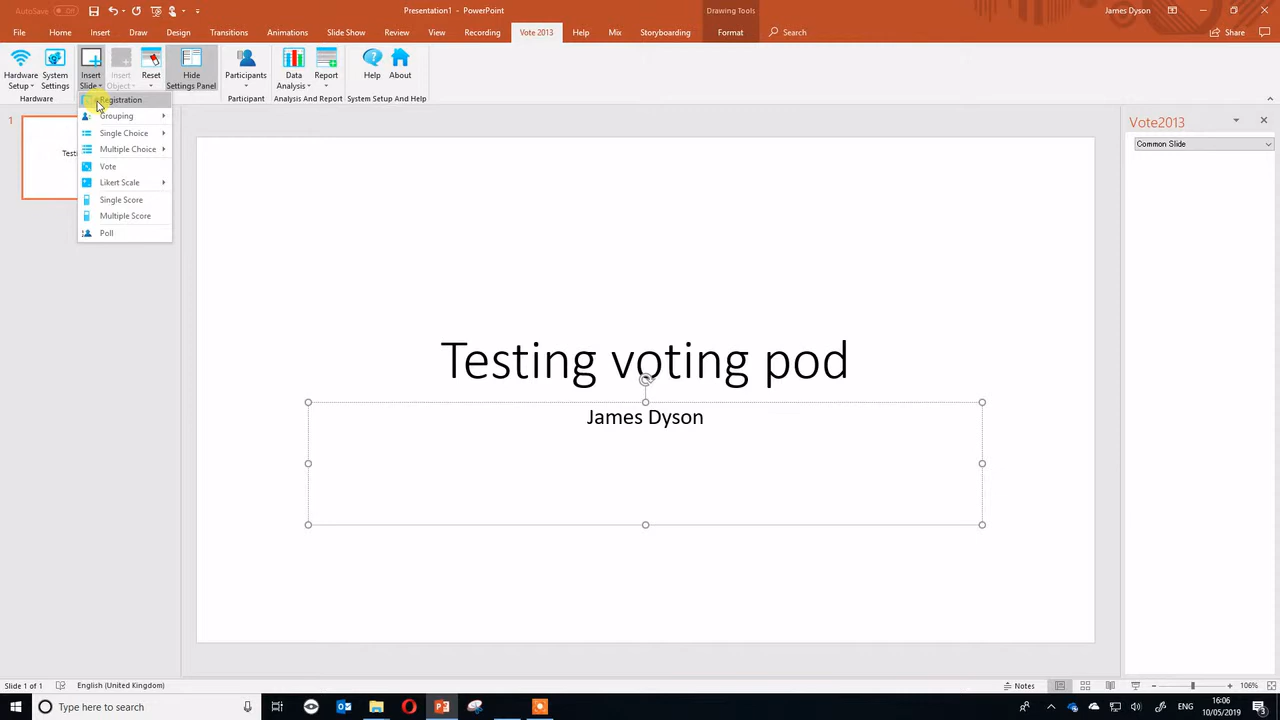 AutoSave Off
Presentation1 - PowerPoint
Drawing Tools
James Dyson
File Home Insert Draw Design Transitions Animations Slide Show Review View Recording Vote 2013 Help Mix Storyboarding Format Search Share
Hardware Setup
System Settings
Insert Slide
Insert Object
Reset
Hide Settings Panel
Participants
Data Analysis
Report
Help
About
Hardware
Participant
Analysis And Report
System Setup And Help
Registration
Grouping
Single Choice
Multiple Choice
Vote
Likert Scale
Single Score
Multiple Score
Poll
1
Testing voting pod
James Dyson
Vote2013
Common Slide
Slide 1 of 1
English (United Kingdom)
Notes
106%
Type here to search
ENG
16:06
10/05/2019